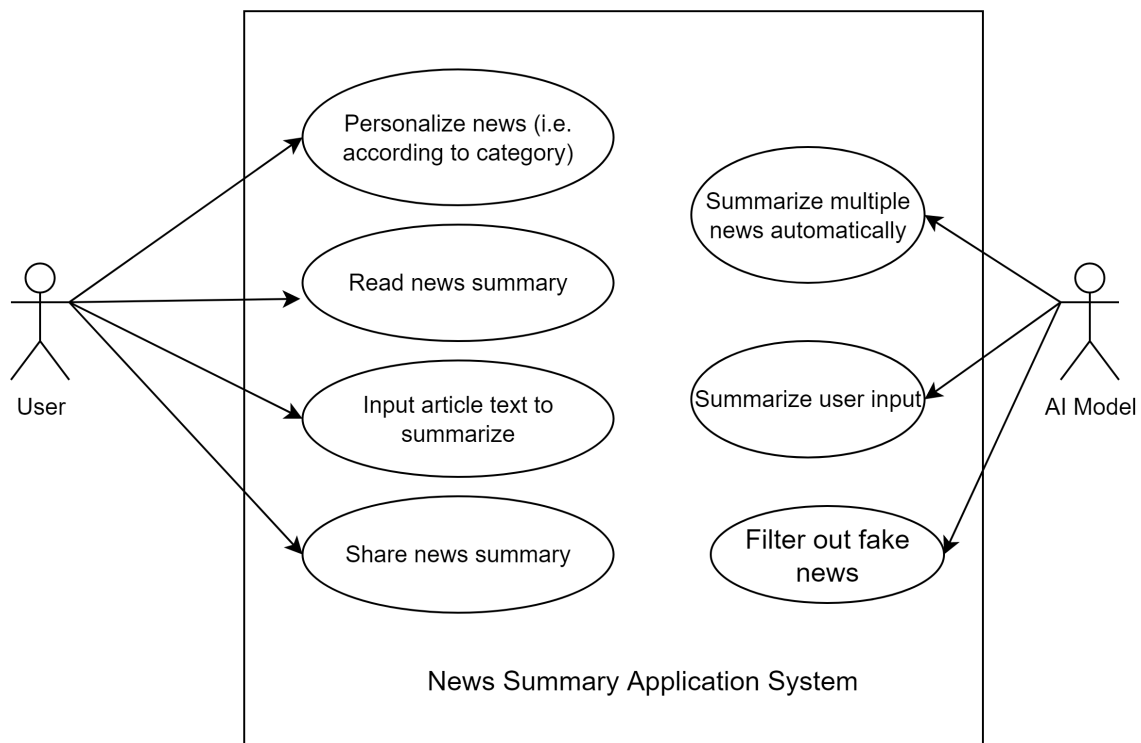 Personalize news (i.e.
according to category)
Summarize multiple
news automatically
Read news summary
User
Input article text to
summarize
Summarize user input
AI Model
Share news summary
Filter out fake
news
News Summary Application System